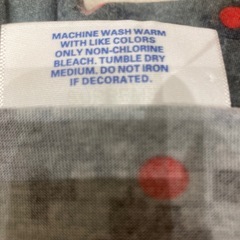 MACHINE WASH WARM
WITH LIKE COLORS
ONLY NON-CHLORINE
BLEACH. TUMBLE DRY
MEDIUM. DO NOT IRON
IF DECORATED.